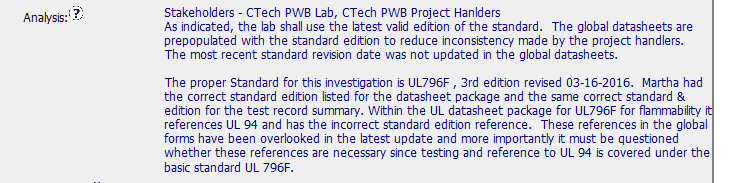 Analysis:?
Stakeholders - CTech PWB Lab, CTech PWB Project Hanlders
As indicated, the lab shall use the latest valid edition of the standard.  The global datasheets are
prepopulated with the standard edition to reduce inconsistency made by the project handlers.
The most recent standard revision date was not updated in the global datasheets.

The proper Standard for this investigation is UL796F , 3rd edition revised 03-16-2016.  Martha had
the correct standard edition listed for the datasheet package and the same correct standard &
edition for the test record summary. Within the UL datasheet package for UL796F for flammability it
references UL 94 and has the incorrect standard edition reference.  These references in the global
forms have been overlooked in the latest update and more importantly it must be questioned
whether these references are necessary since testing and reference to UL 94 is covered under the
basic standard UL 796F.